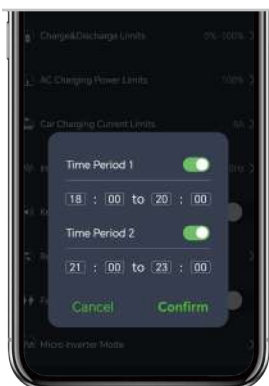 Charge&Discharge Limits 0%-100%
AC Charging Power Limits 100%
Car Charging Current Limits 8A
Time Period 1
18 : 00 to 20 : 00
Time Period 2
21 : 00 to 23 : 00
Cancel Confirm
Micro Inverter Mode